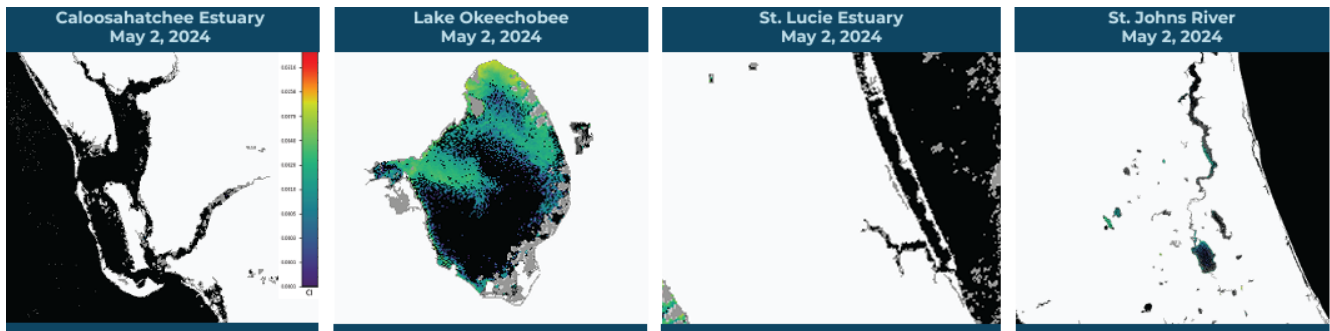 Caloosahatchee Estuary
May 2, 2024
Lake Okeechobee
May 2, 2024
St. Lucie Estuary
May 2, 2024
St. Johns River
May 2, 2024
CI